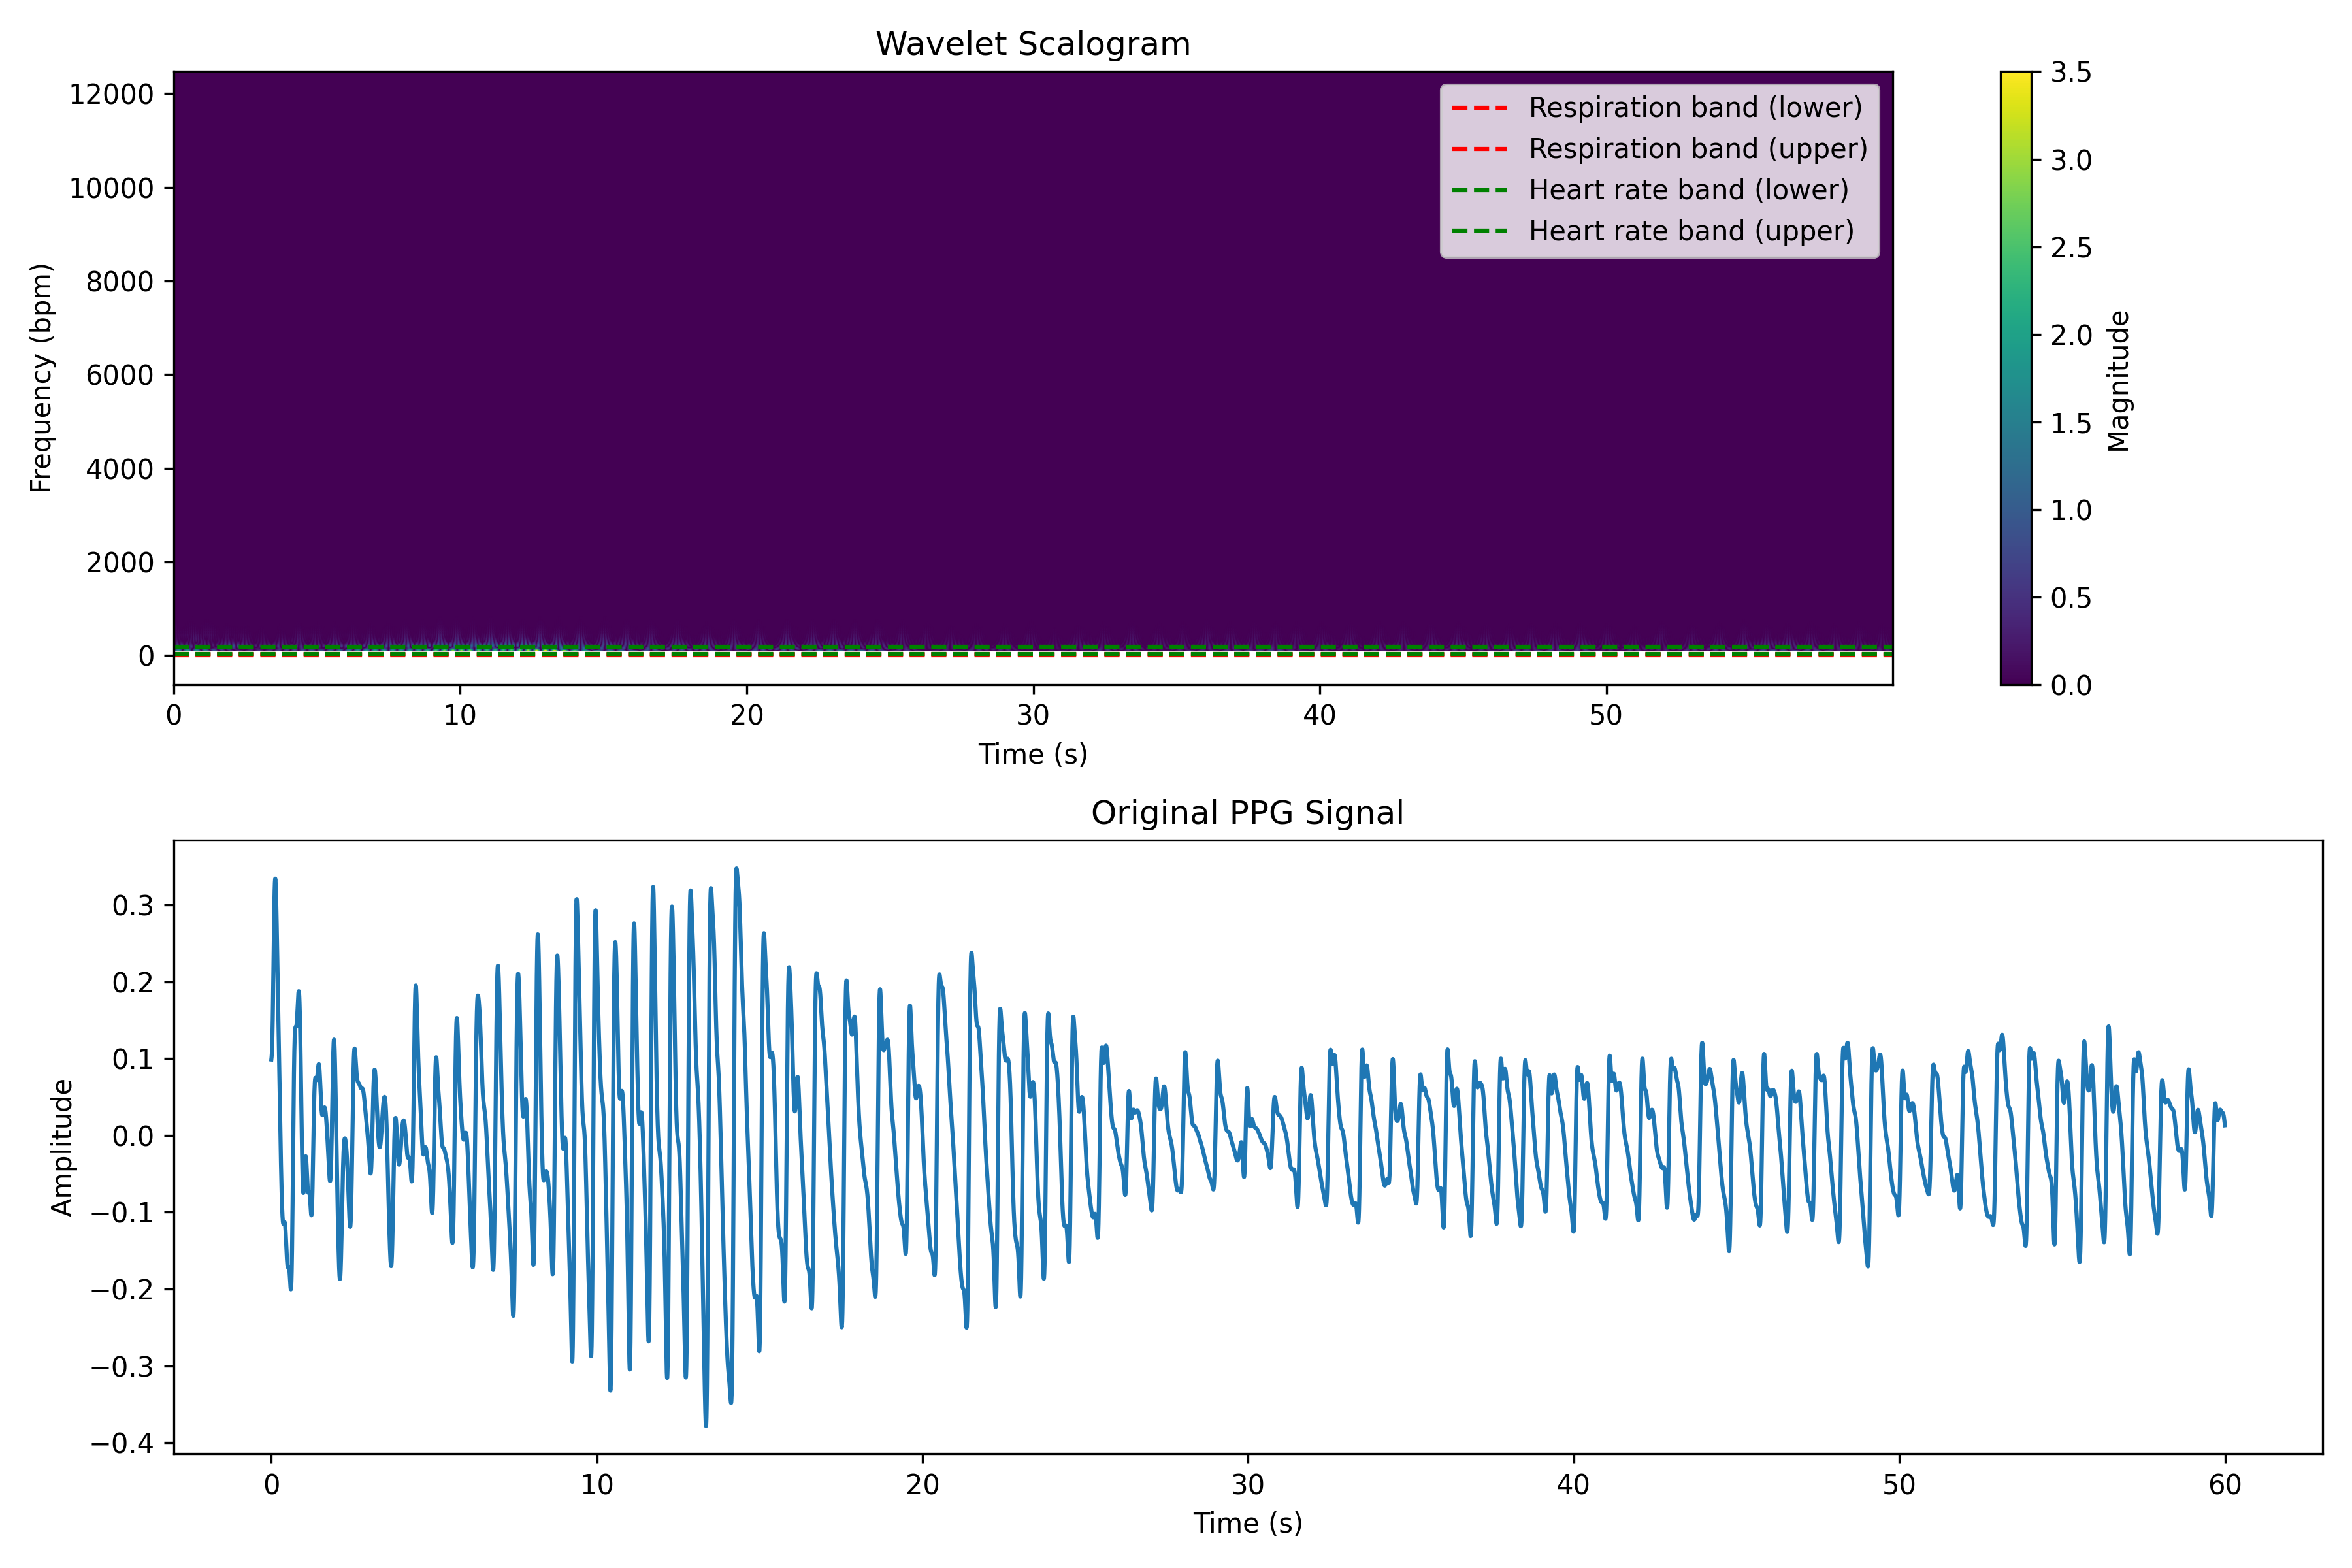 Wavelet Scalogram
12000
10000
8000
6000
4000
2000
0
Frequency (bpm)
Respiration band (lower)
Respiration band (upper)
Heart rate band (lower)
Heart rate band (upper)
0 10 20 30 40 50
Time (s)
3.5
3.0
2.5
2.0
1.5
1.0
0.5
0.0
Magnitude
Original PPG Signal
0.3
0.2
0.1
0.0
−0.1
−0.2
−0.3
−0.4
Amplitude
0 10 20 30 40 50 60
Time (s)